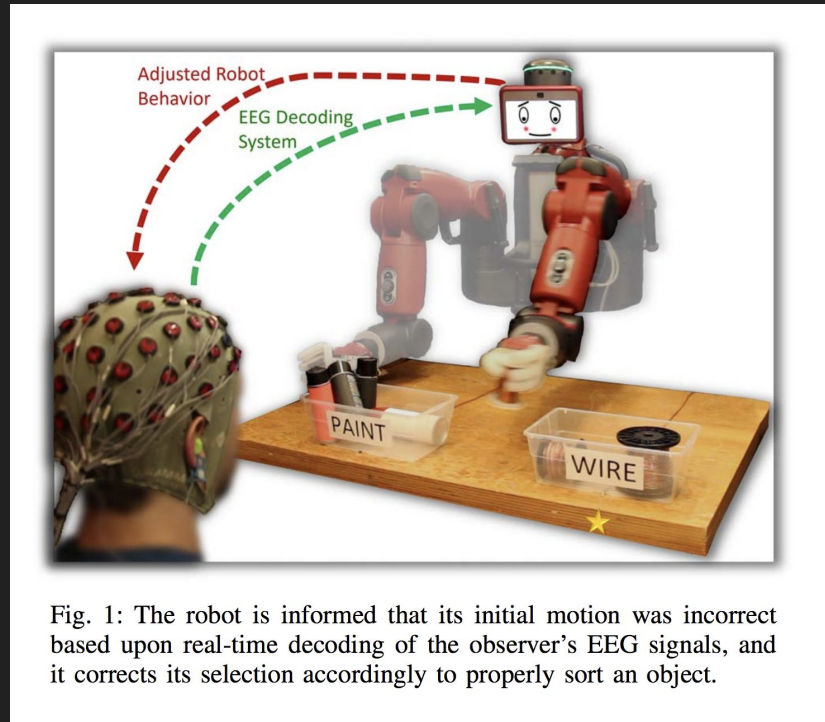 Adjusted Robot
Behavior
EEG Decoding
System
PAINT
WIRE
Fig. 1: The robot is informed that its initial motion was incorrect
based upon real-time decoding of the observer's EEG signals, and
it corrects its selection accordingly to properly sort an object.